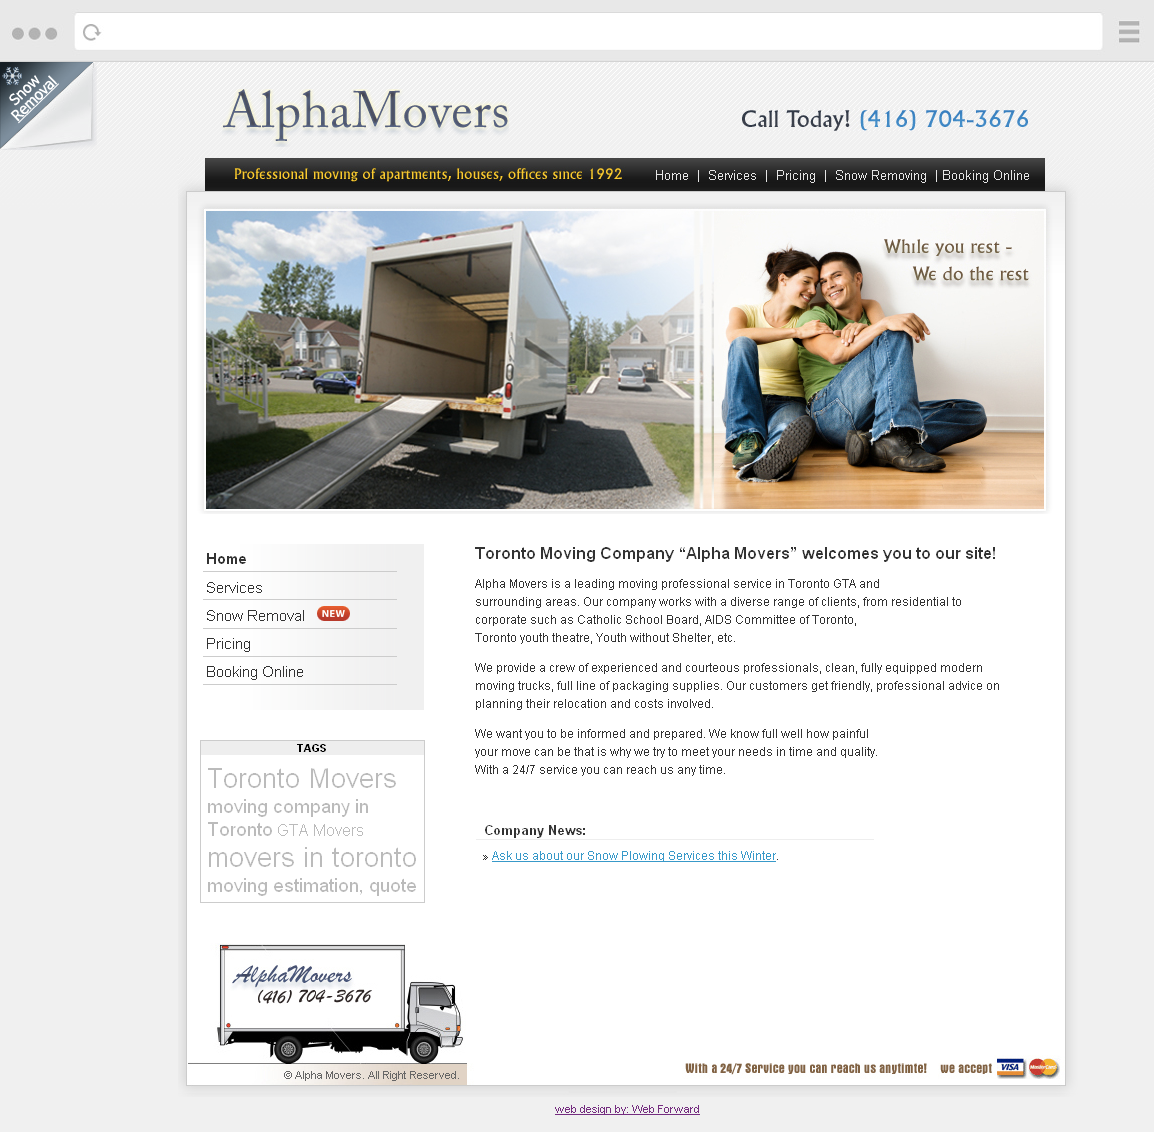 Snow
Removal
AlphaMovers
Call Today! (416) 704-3676
Professional moving of apartments, houses, offices since 1992
Home | Services | Pricing | Snow Removing | Booking Online
While you rest -
We do the rest
Home
Services
Snow Removal NEW
Pricing
Booking Online
TAGS
Toronto Movers
moving company in
Toronto GTA Movers
movers in toronto
moving estimation, quote
Toronto Moving Company “Alpha Movers” welcomes you to our site!
Alpha Movers is a leading moving professional service in Toronto GTA and
surrounding areas. Our company works with a diverse range of clients, from residential to
corporate such as Catholic School Board, AIDS Committee of Toronto,
Toronto youth theatre, Youth without Shelter, etc.
We provide a crew of experienced and courteous professionals, clean, fully equipped modern
moving trucks, full line of packaging supplies. Our customers get friendly, professional advice on
planning their relocation and costs involved.
We want you to be informed and prepared. We know full well how painful
your move can be that is why we try to meet your needs in time and quality.
With a 24/7 service you can reach us any time.
Company News:
» Ask us about our Snow Plowing Services this Winter.
AlphaMovers
(416) 704-3676
© Alpha Movers. All Right Reserved.
With a 24/7 Service you can reach us anytimte! we accept VISA MasterCard
web design by: Web Forward